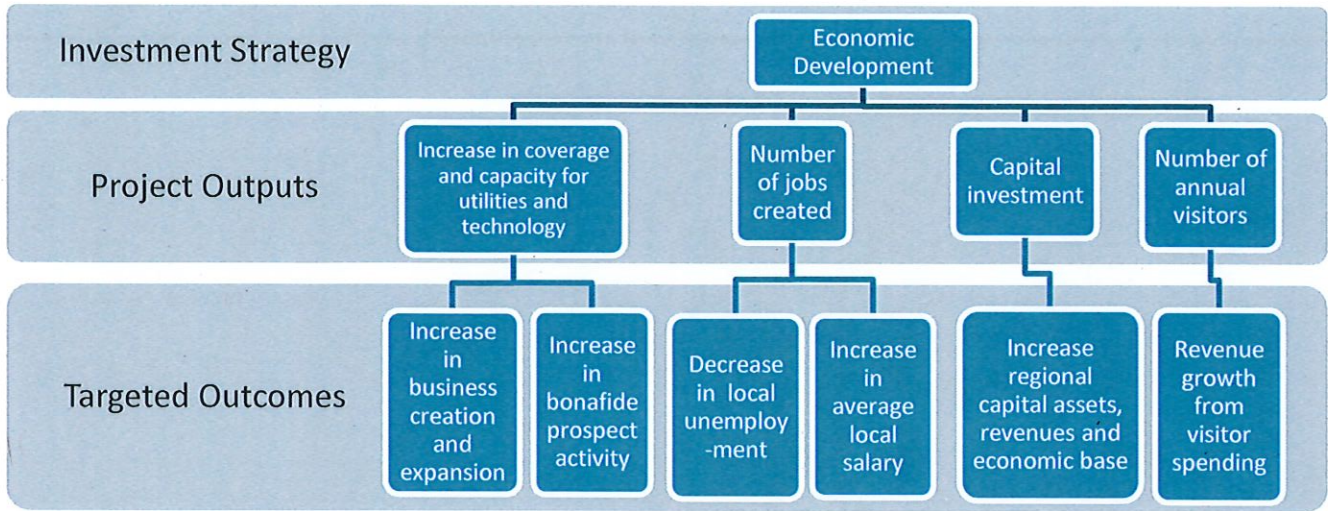 Investment Strategy
Economic
Development
Project Outputs
Increase in coverage
and capacity for
utilities and
technology
Number
of jobs
created
Capital
investment
Number of
annual
visitors
Targeted Outcomes
Increase
in
business
creation
and
expansion
Increase
in
bonafide
prospect
activity
Decrease
in local
unemploy
-ment
Increase
in
average
local
salary
Increase
regional
capital assets,
revenues and
economic base
Revenue
growth
from
visitor
spending